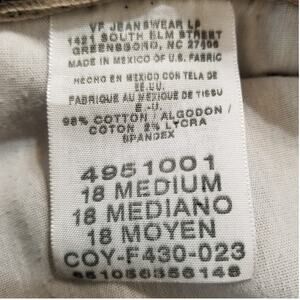 VF JEANSWEAR LP
1421 SOUTH ELM STREET
GREENSBORO, NC 27406
MADE IN MEXICO OF U.S. FABRIC
HECHO EN MEXICO CON TELA DE
EE.UU.
FABRIQUE AU MEXIQUE DE TISSU
E.-U.
98% COTTON / ALGODON /
COTON 2% LYCRA
SPANDEX
4951001
18 MEDIUM
18 MEDIANO
18 MOYEN
COY-F430-023
851056356148